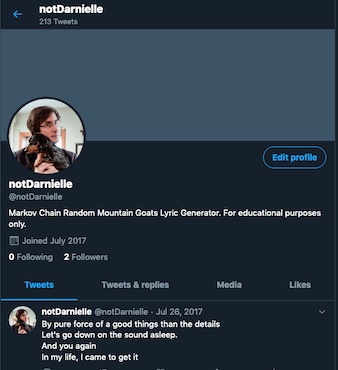 notDarnielle
213 Tweets
Edit profile
notDarnielle
@notDarnielle
Markov Chain Random Mountain Goats Lyric Generator. For educational purposes
only.
Joined July 2017
0 Following 2 Followers
Tweets Tweets & replies Media Likes
notDarnielle @notDarnielle · Jul 26, 2017
By pure force of a good things than the details
Let's go down on the sound asleep.
And you again
In my life, I came to get it